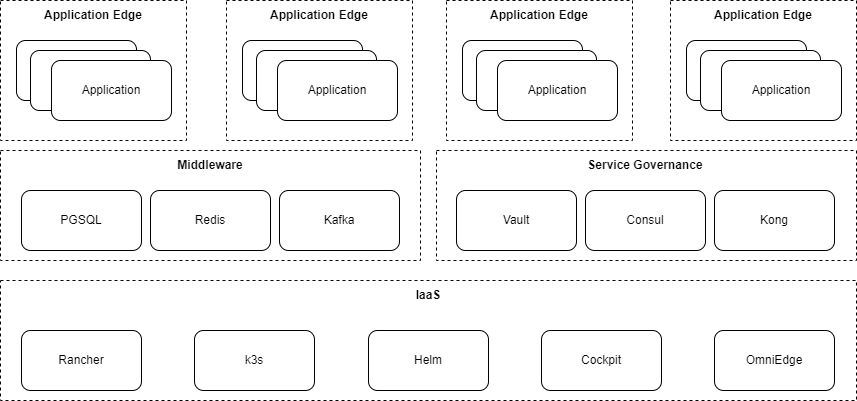 Application Edge
Application
Application Edge
Application
Application Edge
Application
Application Edge
Application
Middleware
PGSQL
Redis
Kafka
Service Governance
Vault
Consul
Kong
IaaS
Rancher
k3s
Helm
Cockpit
OmniEdge